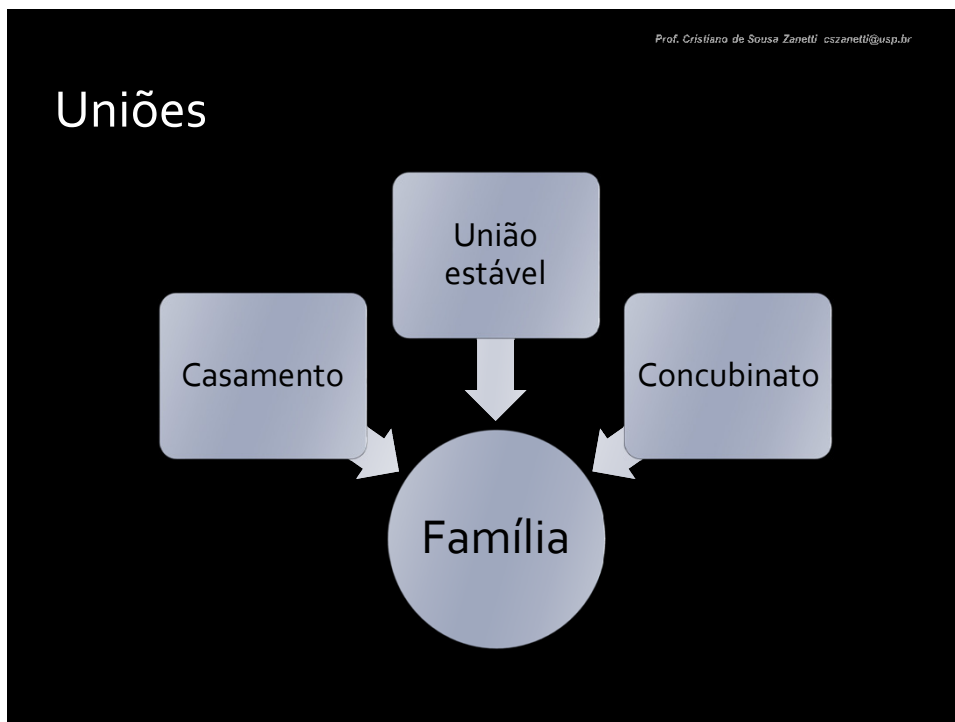 Prof. Cristiano de Sousa Zanetti cszanetti@usp.br
Uniões
União
estável
Casamento
Concubinato
Família